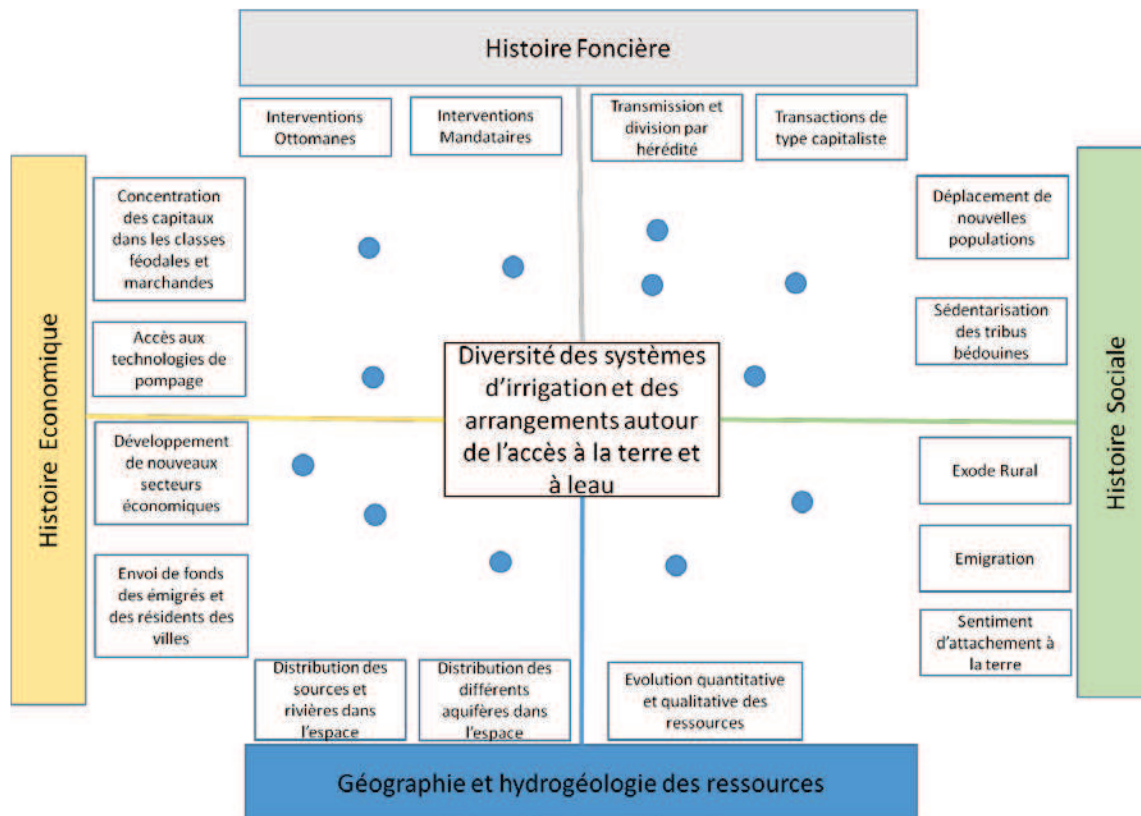 Histoire Foncière
Interventions
Ottomanes
Interventions
Mandataires
Transmission et
division par
hérédité
Transactions de
type capitaliste
Histoire Economique
Concentration
des capitaux
dans les classes
féodales et
marchandes
Accès aux
technologies de
pompage
Développement
de nouveaux
secteurs
économiques
Envoi de fonds
des émigrés et
des résidents des
villes
Diversité des systèmes
d'irrigation et des
arrangements autour
de l'accès à la terre et
à leau
Déplacement de
nouvelles
populations
Sédentarisation
des tribus
bédouines
Exode Rural
Emigration
Sentiment
d'attachement à
la terre
Histoire Sociale
Distribution des
sources et
rivières dans
l'espace
Distribution des
différents
aquifères dans
l'espace
Evolution quantitative
et qualitative des
ressources
Géographie et hydrogéologie des ressources